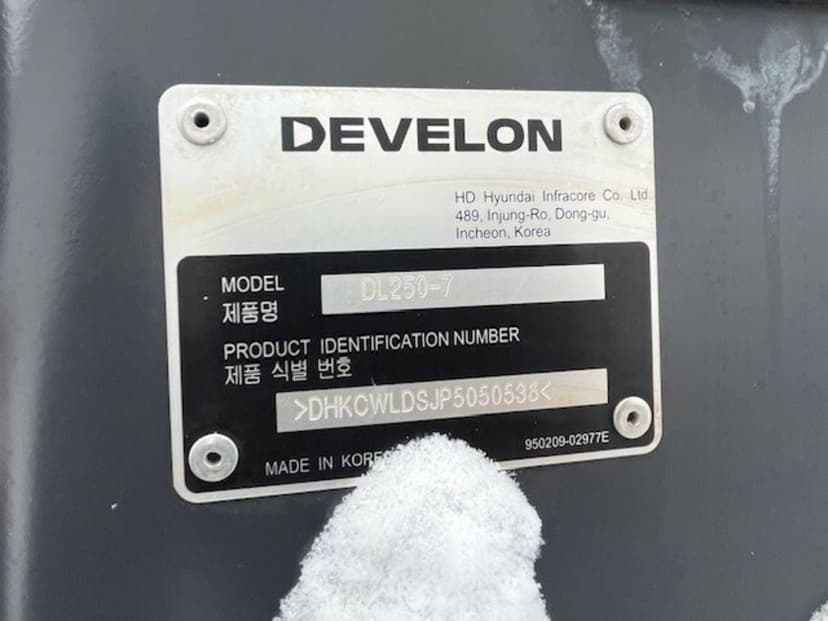 DEVELON
HD Hyundai Infracore Co. Ltd
489, Injung-Ro, Dong-gu,
Incheon, Korea
MODEL DL250-7
제품명
PRODUCT IDENTIFICATION NUMBER
제품 식별 번호
>DHKCWLDSJP5050538<
950209-02977E
MADE IN KORE